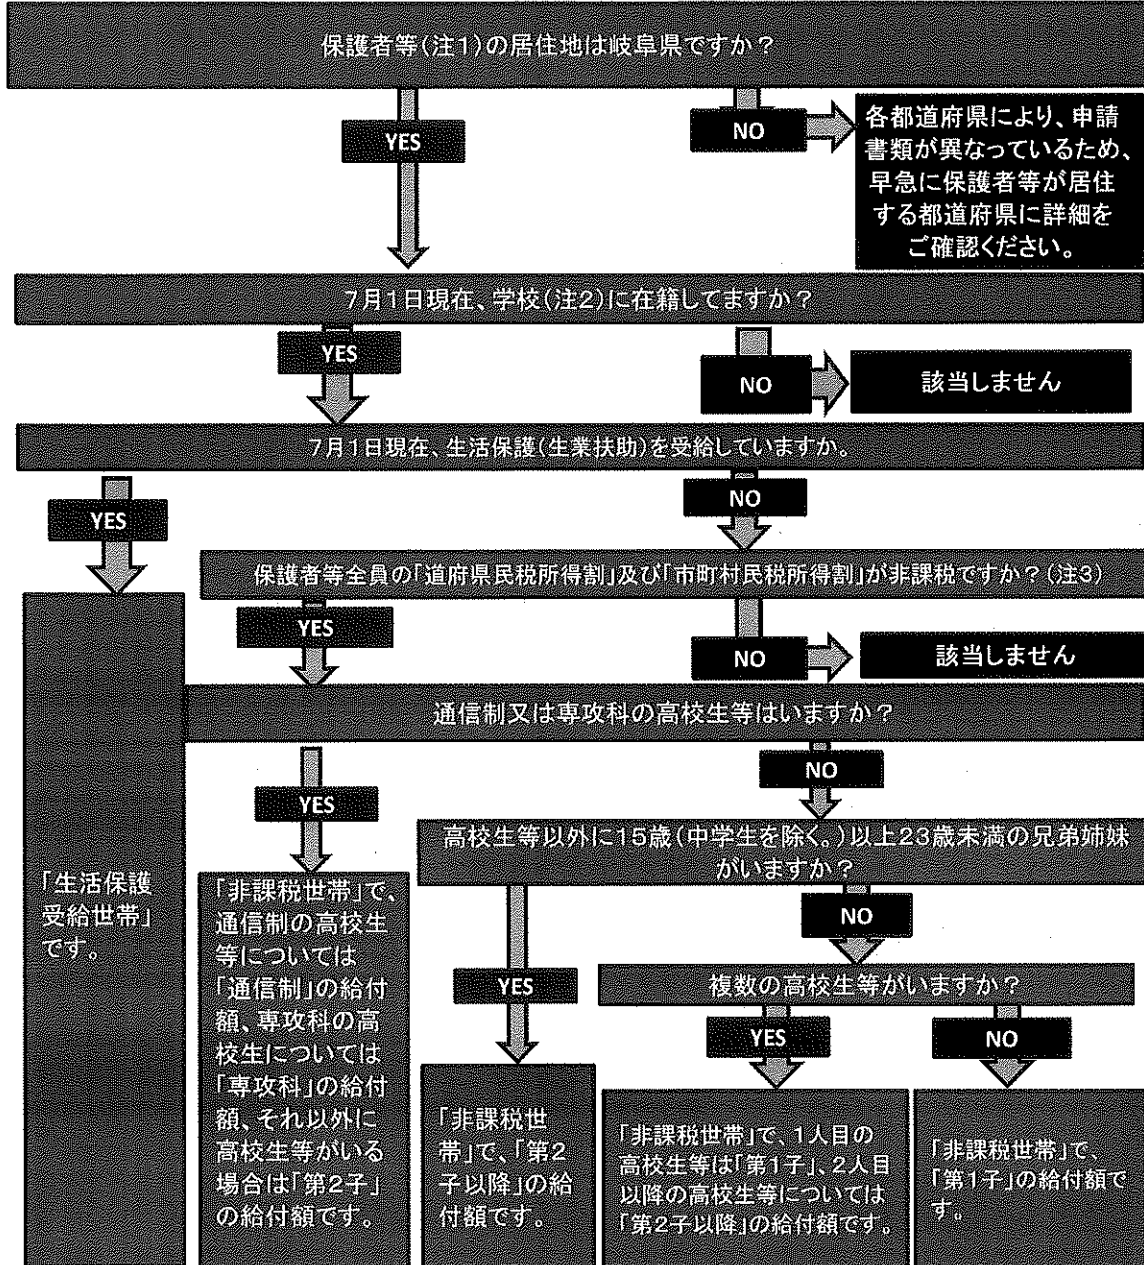 保護者等(注1)の居住地は岐阜県ですか？
YES
NO
各都道府県により、申請
書類が異なっているため、
早急に保護者等が居住
する都道府県に詳細を
ご確認ください。
7月1日現在、学校(注2)に在籍してますか？
YES
NO
該当しません
7月1日現在、生活保護(生業扶助)を受給していますか。
YES
NO
保護者等全員の「道府県民税所得割」及び「市町村民税所得割」が非課税ですか？(注3)
YES
NO
該当しません
通信制又は専攻科の高校生等はいますか？
YES
NO
高校生等以外に15歳(中学生を除く。)以上23歳未満の兄弟姉妹
がいますか？
YES
NO
複数の高校生等がいますか？
YES
NO
「生活保護
受給世帯」
です。
「非課税世帯」で、
通信制の高校生
等については
「通信制」の給付
額、専攻科の高
校生については
「専攻科」の給付
額、それ以外に
高校生等がいる
場合は「第2子」
の給付額です。
「非課税世
帯」で、「第2
子以降」の給
付額です。
「非課税世帯」で、1人目の
高校生等は「第1子」、2人目
以降の高校生等については
「第2子以降」の給付額です。
「非課税世帯」で、
「第1子」の給付額で
す。